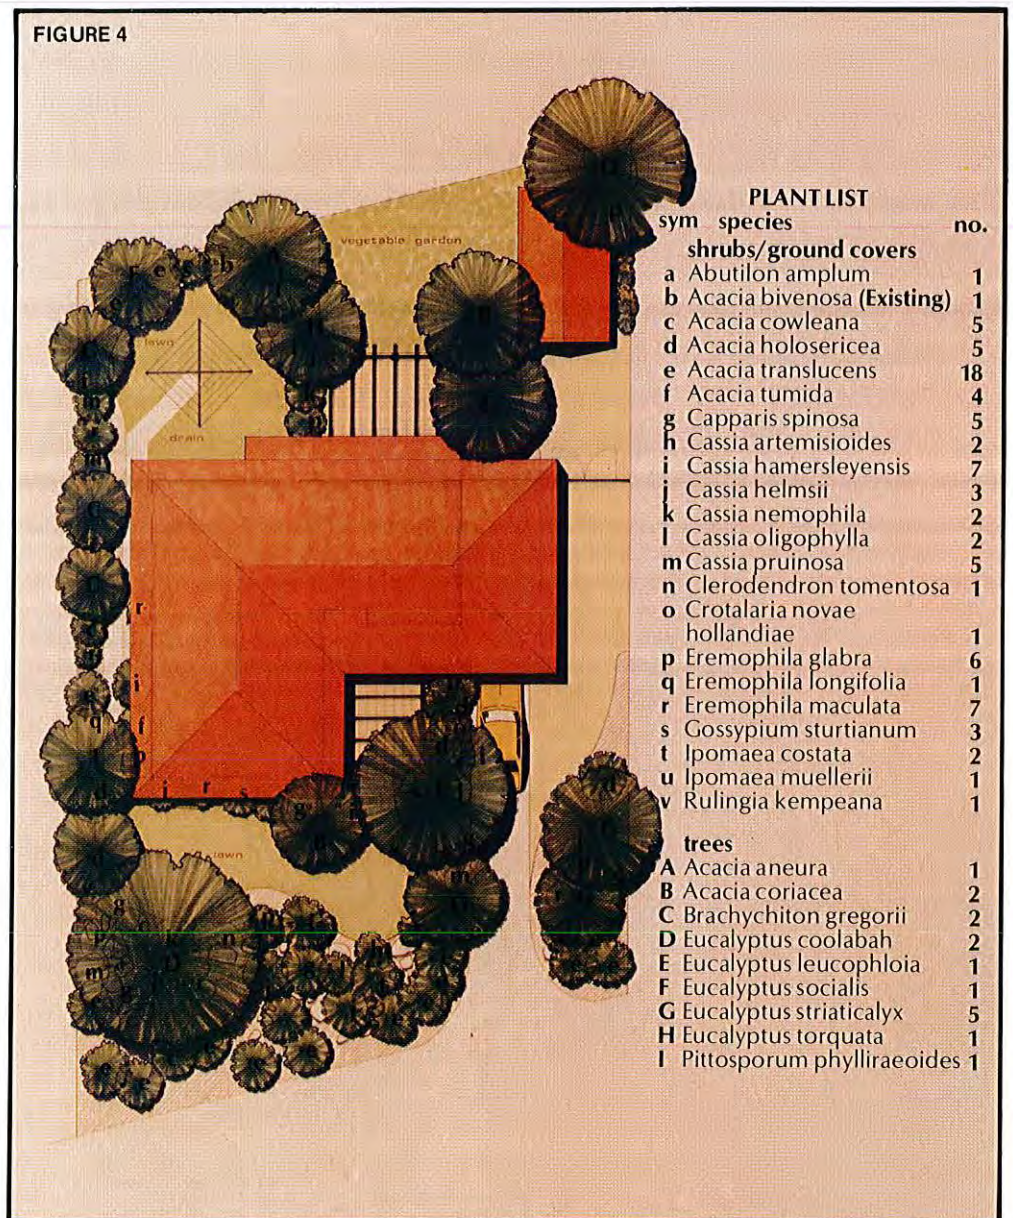 FIGURE 4
PLANT LIST
sym species no.
shrubs/ground covers
a Abutilon amplum 1
b Acacia bivenosa (Existing) 1
c Acacia cowleana 5
d Acacia holosericea 5
e Acacia translucens 18
f Acacia tumida 4
g Capparis spinosa 5
h Cassia artemisioides 2
i Cassia hamersleyensis 7
j Cassia helmsii 3
k Cassia nemophila 2
l Cassia oligophylla 2
m Cassia pruinosa 5
n Clerodendron tomentosa 1
o Crotalaria novae
hollandiae 1
p Eremophila glabra 6
q Eremophila longifolia 1
r Eremophila maculata 7
s Gossypium sturtianum 3
t Ipomaea costata 2
u Ipomaea muellerii 1
v Rulingia kempeana 1
trees
A Acacia aneura 1
B Acacia coriacea 2
C Brachychiton gregorii 2
D Eucalyptus coolabah 2
E Eucalyptus leucophloia 1
F Eucalyptus socialis 1
G Eucalyptus striaticalyx 5
H Eucalyptus torquata 1
I Pittosporum phylliraeoides 1
vegetable garden
lawn
drain
r
i
f
q
i r s
lawn